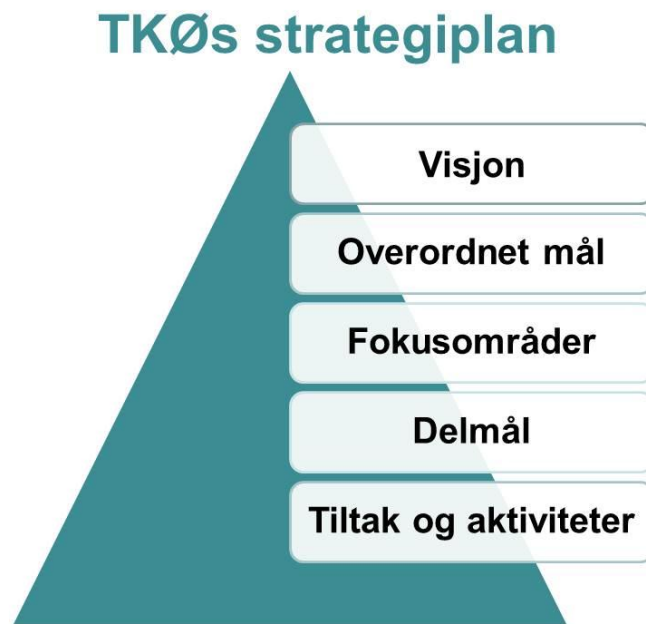 TKØs strategiplan
Visjon
Overordnet mål
Fokusområder
Delmål
Tiltak og aktiviteter